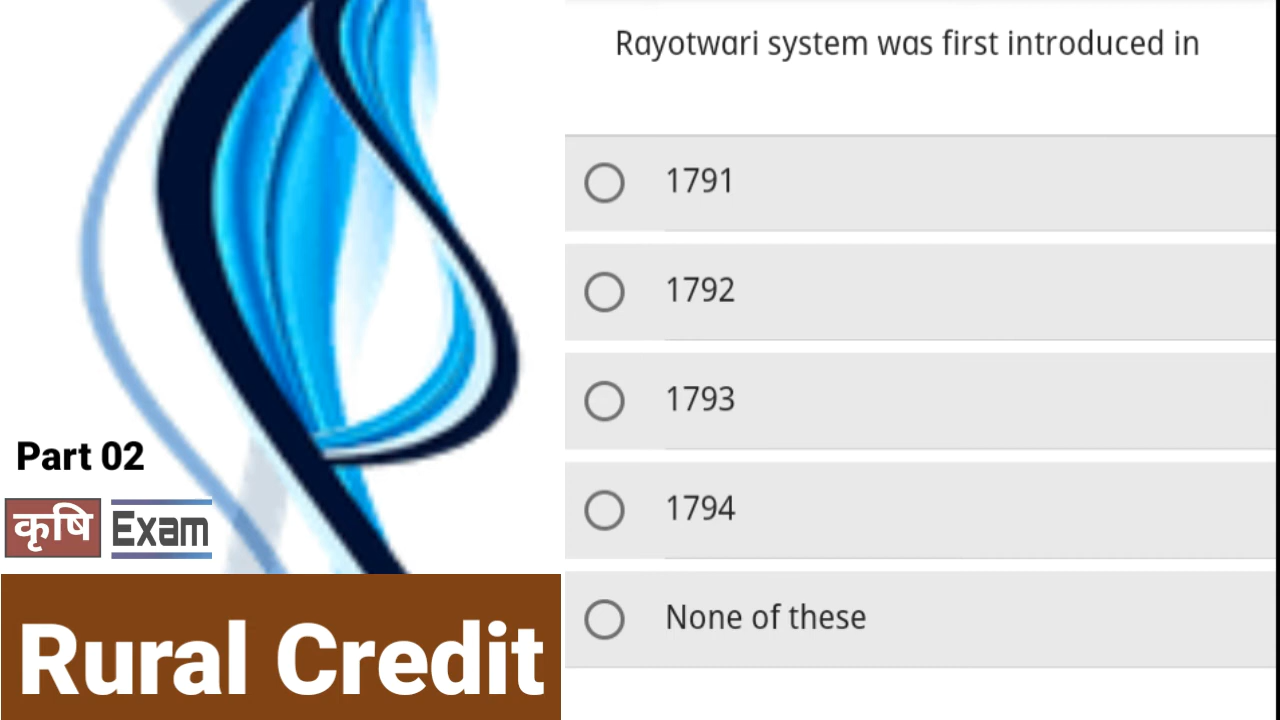 Rayotwari system was first introduced in
1791
1792
1793
1794
None of these
Part 02
कृषि Exam
Rural Credit